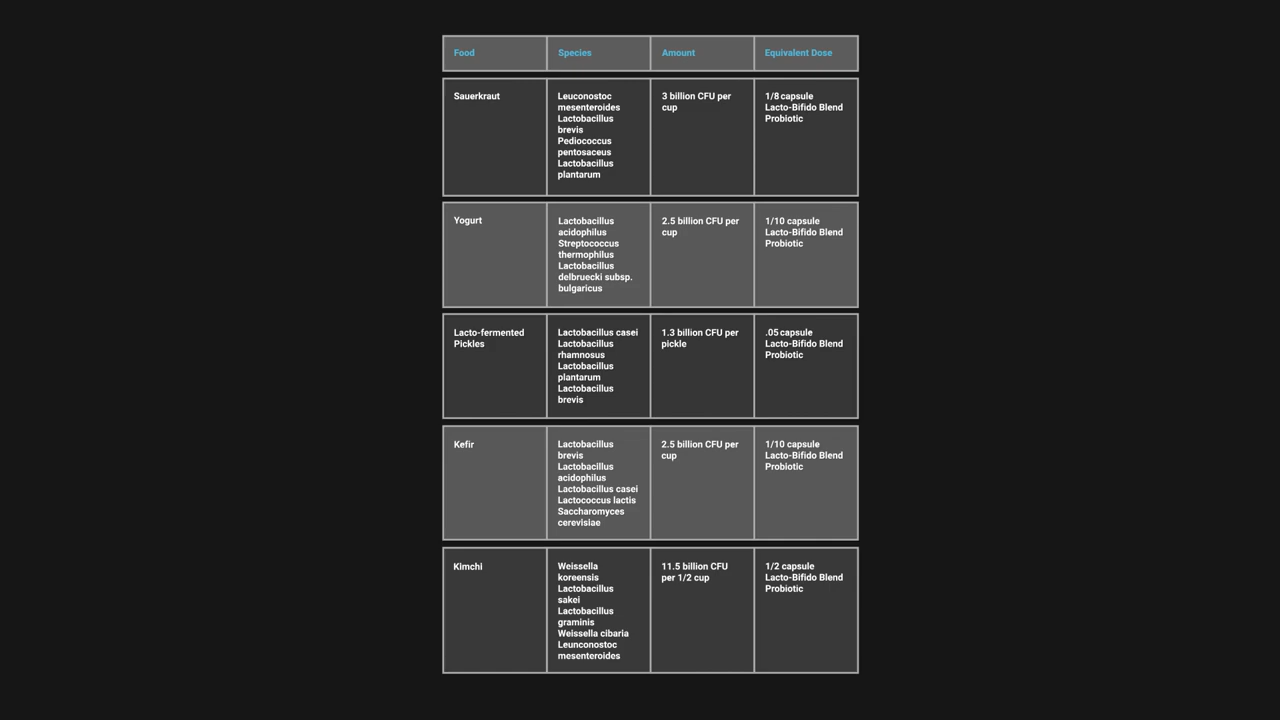 Food
Species
Amount
Equivalent Dose
Sauerkraut
Leuconostoc
mesenteroides
Lactobacillus
brevis
Pediococcus
pentosaceus
Lactobacillus
plantarum
3 billion CFU per
cup
1/8 capsule
Lacto-Bifido Blend
Probiotic
Yogurt
Lactobacillus
acidophilus
Streptococcus
thermophilus
Lactobacillus
delbruecki subsp.
bulgaricus
2.5 billion CFU per
cup
1/10 capsule
Lacto-Bifido Blend
Probiotic
Lacto-fermented
Pickles
Lactobacillus casei
Lactobacillus
rhamnosus
Lactobacillus
plantarum
Lactobacillus
brevis
1.3 billion CFU per
pickle
.05 capsule
Lacto-Bifido Blend
Probiotic
Kefir
Lactobacillus
brevis
Lactobacillus
acidophilus
Lactobacillus casei
Lactococcus lactis
Saccharomyces
cerevisiae
2.5 billion CFU per
cup
1/10 capsule
Lacto-Bifido Blend
Probiotic
Kimchi
Weissella
koreensis
Lactobacillus
sakei
Lactobacillus
graminis
Weissella cibaria
Leunconostoc
mesenteroides
11.5 billion CFU
per 1/2 cup
1/2 capsule
Lacto-Bifido Blend
Probiotic